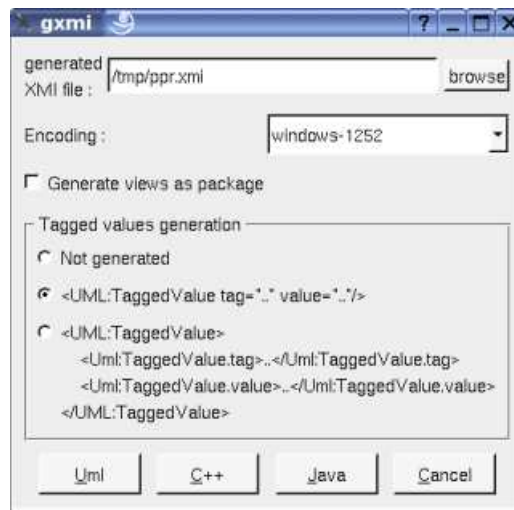 gxmi ? _
generated
XMI file : /tmp/ppr.xmi browse
Encoding : windows-1252
Generate views as package
Tagged values generation
Not generated
<UML:TaggedValue tag=".." value=".."/>
<UML:TaggedValue>
<Uml:TaggedValue.tag>..</Uml:TaggedValue.tag>
<Uml:TaggedValue.value>..</Uml:TaggedValue.value>
</UML:TaggedValue>
Uml C++ Java Cancel